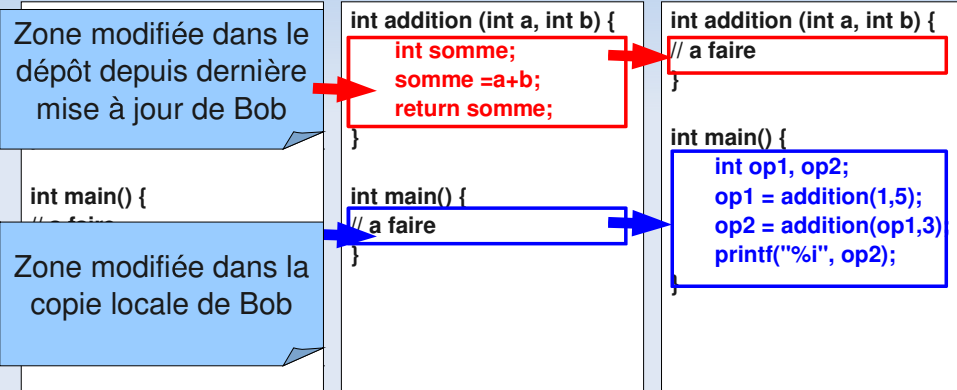 Zone modifiée dans le
dépôt depuis dernière
mise à jour de Bob
int main() {
// a faire
Zone modifiée dans la
copie locale de Bob
int addition (int a, int b) {
int somme;
somme =a+b;
return somme;
}
int main() {
// a faire
}
int addition (int a, int b) {
// a faire
}
int main() {
int op1, op2;
op1 = addition(1,5);
op2 = addition(op1,3);
printf("%i", op2);
}